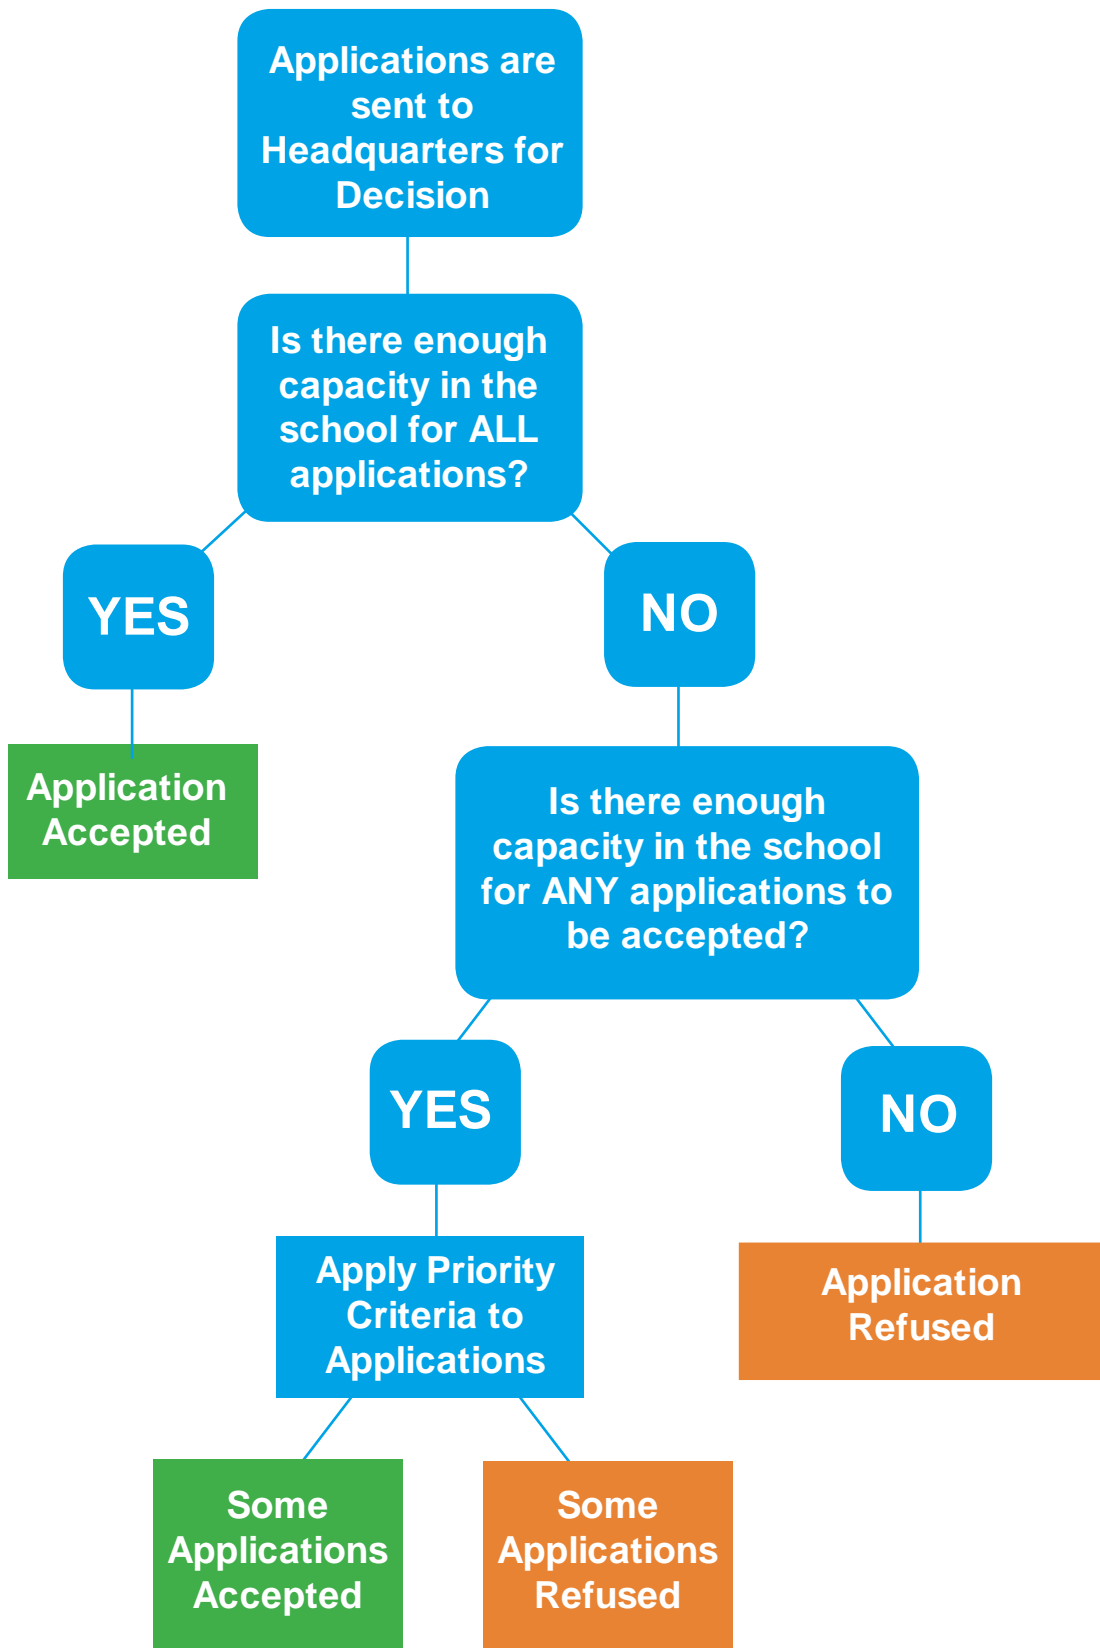 Applications are
sent to
Headquarters for
Decision
Is there enough
capacity in the
school for ALL
applications?
YES
NO
Application
Accepted
Is there enough
capacity in the school
for ANY applications to
be accepted?
YES
NO
Apply Priority
Criteria to
Applications
Application
Refused
Some
Applications
Accepted
Some
Applications
Refused